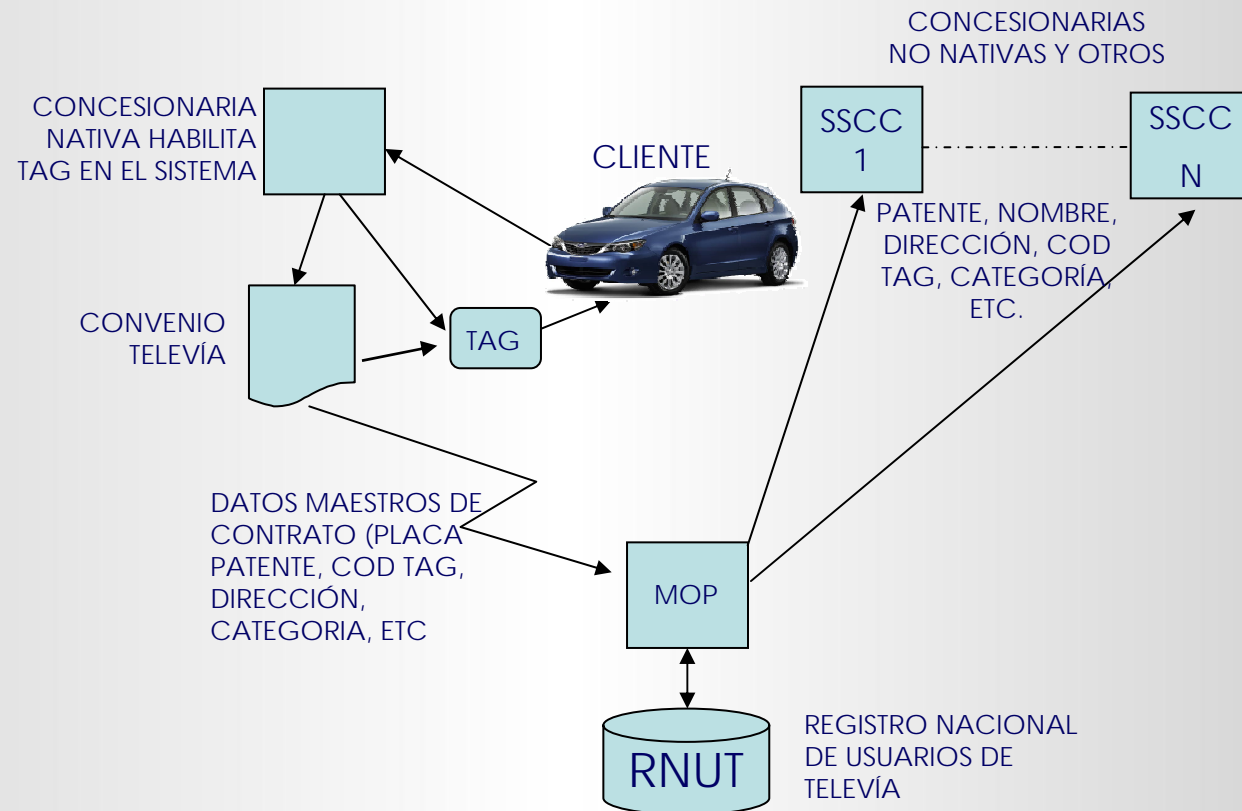 CONCESIONARIAS
NO NATIVAS Y OTROS
CONCESIONARIA
NATIVA HABILITA
TAG EN EL SISTEMA
CLIENTE
SSCC
1
SSCC
N
PATENTE, NOMBRE,
DIRECCIÓN, COD
TAG, CATEGORÍA,
ETC.
CONVENIO
TELEVÍA
TAG
DATOS MAESTROS DE
CONTRATO (PLACA
PATENTE, COD TAG,
DIRECCIÓN,
CATEGORIA, ETC
MOP
RNUT
REGISTRO NACIONAL
DE USUARIOS DE
TELEVÍA